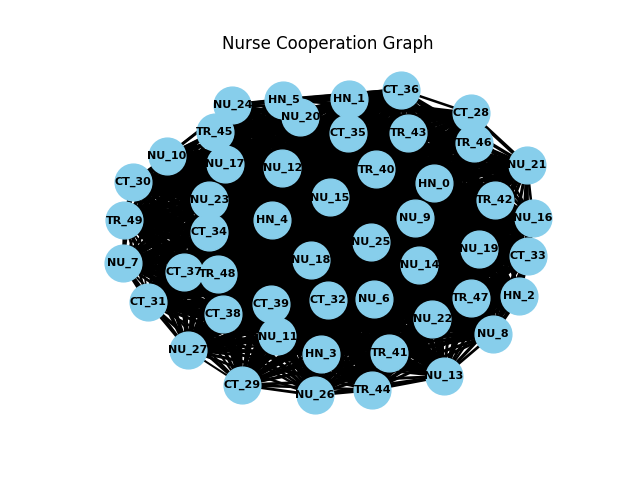 Nurse Cooperation Graph
CT_36
HN_5
HN_1
NU_24
CT_28
NU_20
TR_45
CT_35
TR_43
TR_46
NU_10
NU_17
NU_12
NU_21
TR_40
CT_30
HN_0
NU_15
NU_23
TR_42
TR_49
HN_4
NU_9
NU_16
CT_34
NU_25
NU_19
CT_33
NU_18
NU_7
NU_14
CT_37
TR_48
HN_2
CT_31
CT_39
CT_32
NU_6
TR_47
CT_38
NU_22
NU_8
NU_11
NU_27
HN_3
TR_41
NU_13
CT_29
TR_44
NU_26